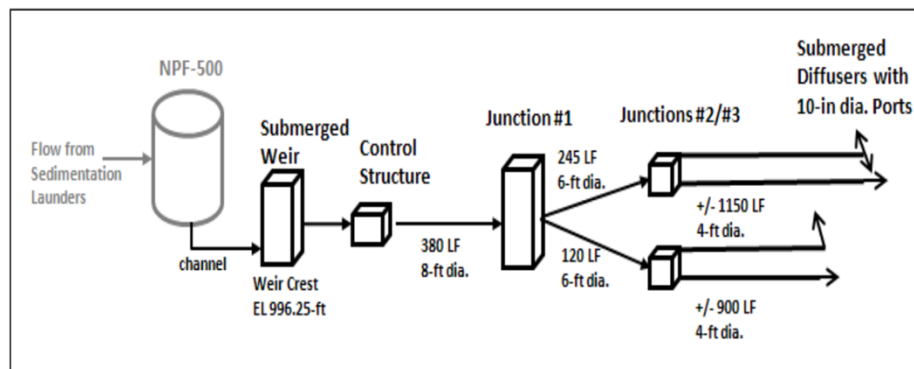 NPF-500
Flow from
Sedimentation
Launders
channel
Submerged
Weir
Weir Crest
EL 996.25-ft
Control
Structure
380 LF
8-ft dia.
Junction #1
245 LF
6-ft dia.
120 LF
6-ft dia.
Junctions #2/#3
+/- 1150 LF
4-ft dia.
+/- 900 LF
4-ft dia.
Submerged
Diffusers with
10-in dia. Ports